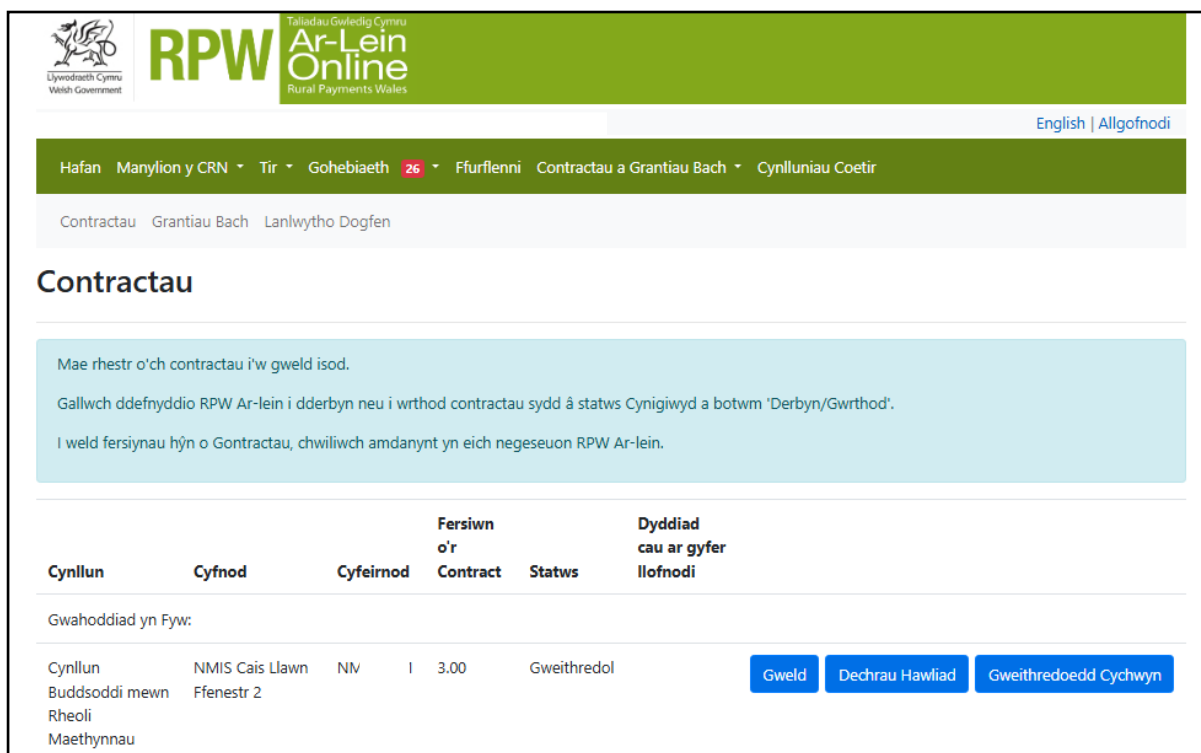 Taliadau Gwledig Cymru
RPW Ar-Lein
Online
Rural Payments Wales
Llywodraeth Cymru
Welsh Government
English | Allgofnodi
Hafan Manylion y CRN Tir Gohebiaeth 26 Ffurflenni Contractau a Grantiau Bach Cynlluniau Coetir
Contractau Grantiau Bach Lanlwytho Dogfen
Contractau
Mae rhestr o'ch contractau i'w gweld isod.
Gallwch ddefnyddio RPW Ar-lein i dderbyn neu i wrthod contractau sydd â statws Cynigiwyd a botwm 'Derbyn/Gwrthod'.
I weld fersiynau hŷn o Gontractau, chwiliwch amdanynt yn eich negeseuon RPW Ar-lein.
Cynllun
Cyfnod
Cyfeirnod
Fersiwn
o'r
Contract
Statws
Dyddiad
cau ar gyfer
llofnodi
Gwahoddiad yn Fyw:
Cynllun
Buddsoddi mewn
Rheoli
Maethynnau
NMIS Cais Llawn
Ffenestr 2
3.00
Gweithredol
Gweld
Dechrau Hawliad
Gweithredoedd Cychwyn